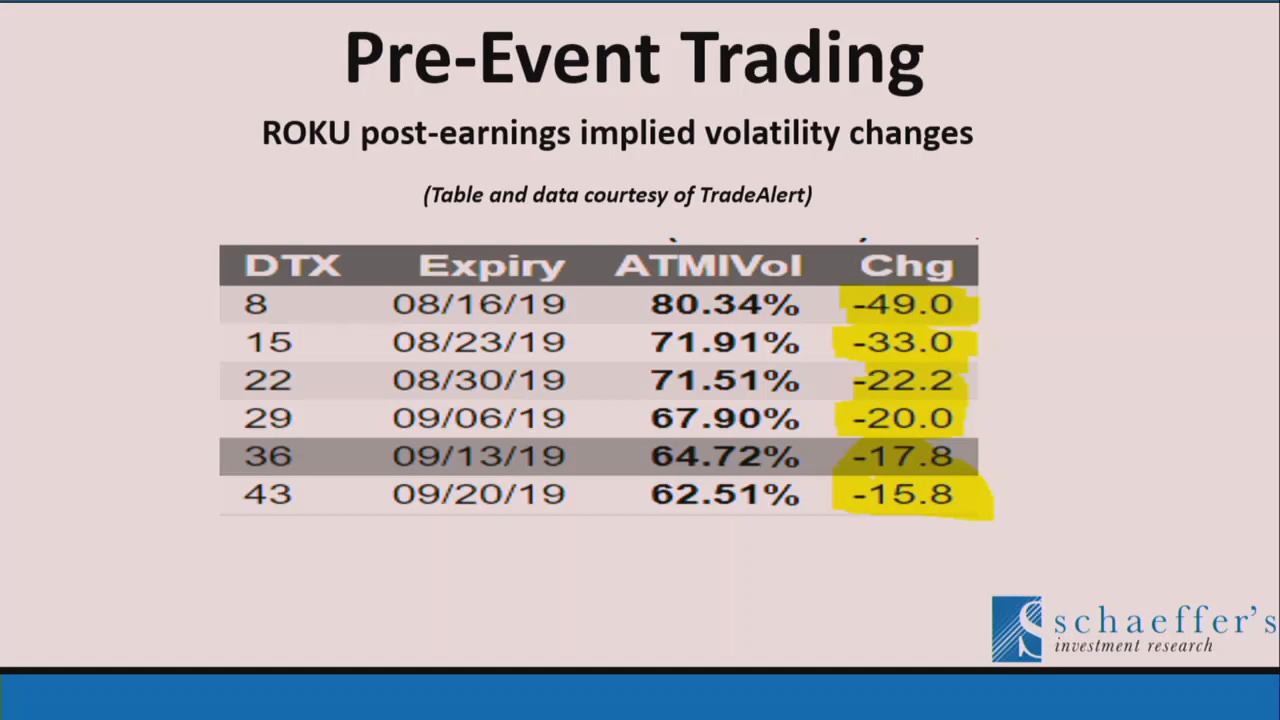 Pre-Event Trading
ROKU post-earnings implied volatility changes
(Table and data courtesy of TradeAlert)
DTX Expiry ATMIVol Chg
8 08/16/19 80.34% -49.0
15 08/23/19 71.91% -33.0
22 08/30/19 71.51% -22.2
29 09/06/19 67.90% -20.0
36 09/13/19 64.72% -17.8
43 09/20/19 62.51% -15.8
schaeffer's
investment research